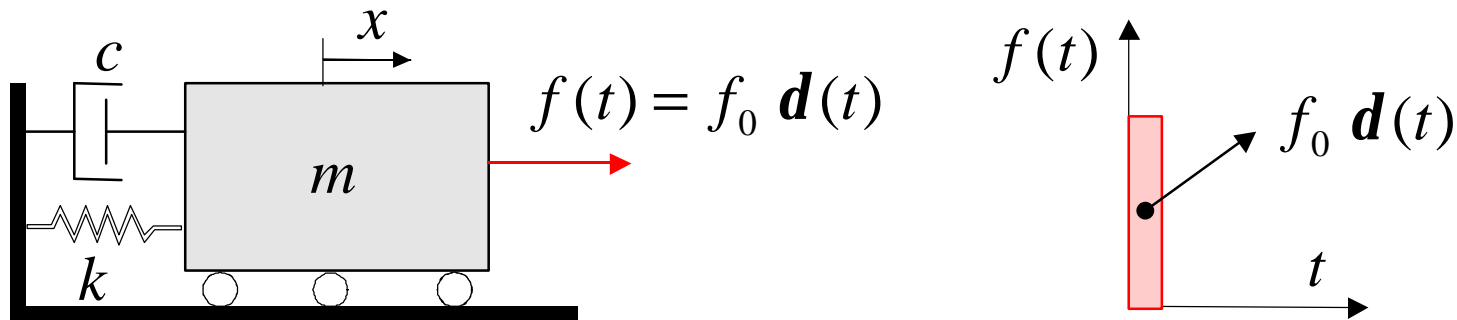 x
c
f(t) = f₀ d(t)
m
k
f(t)
f₀ d(t)
t